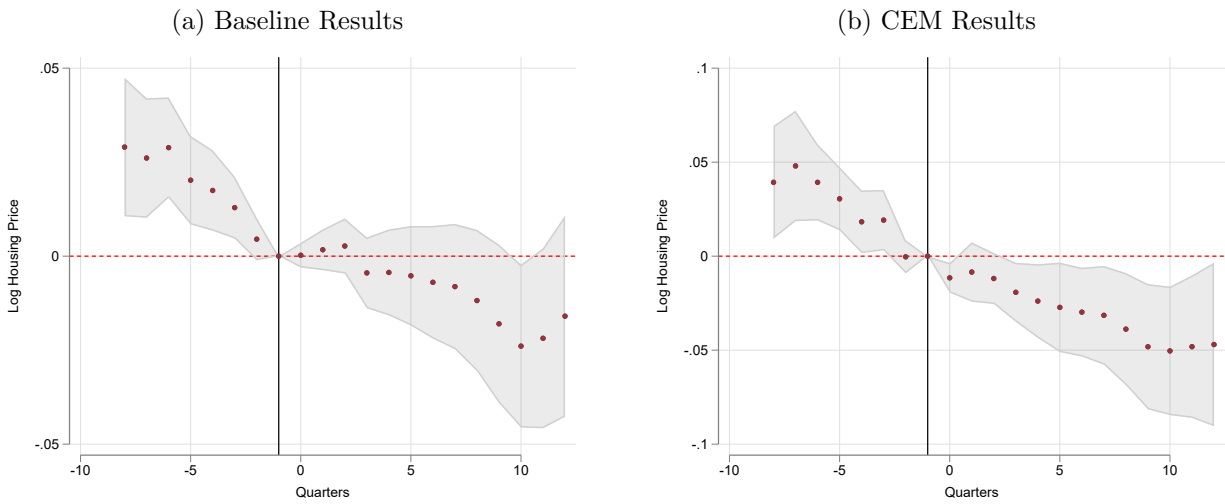 (a) Baseline Results
.05
0
-.05
Log Housing Price
-10 -5 0 5 10
Quarters
(b) CEM Results
.1
.05
0
-.05
-.1
Log Housing Price
-10 -5 0 5 10
Quarters